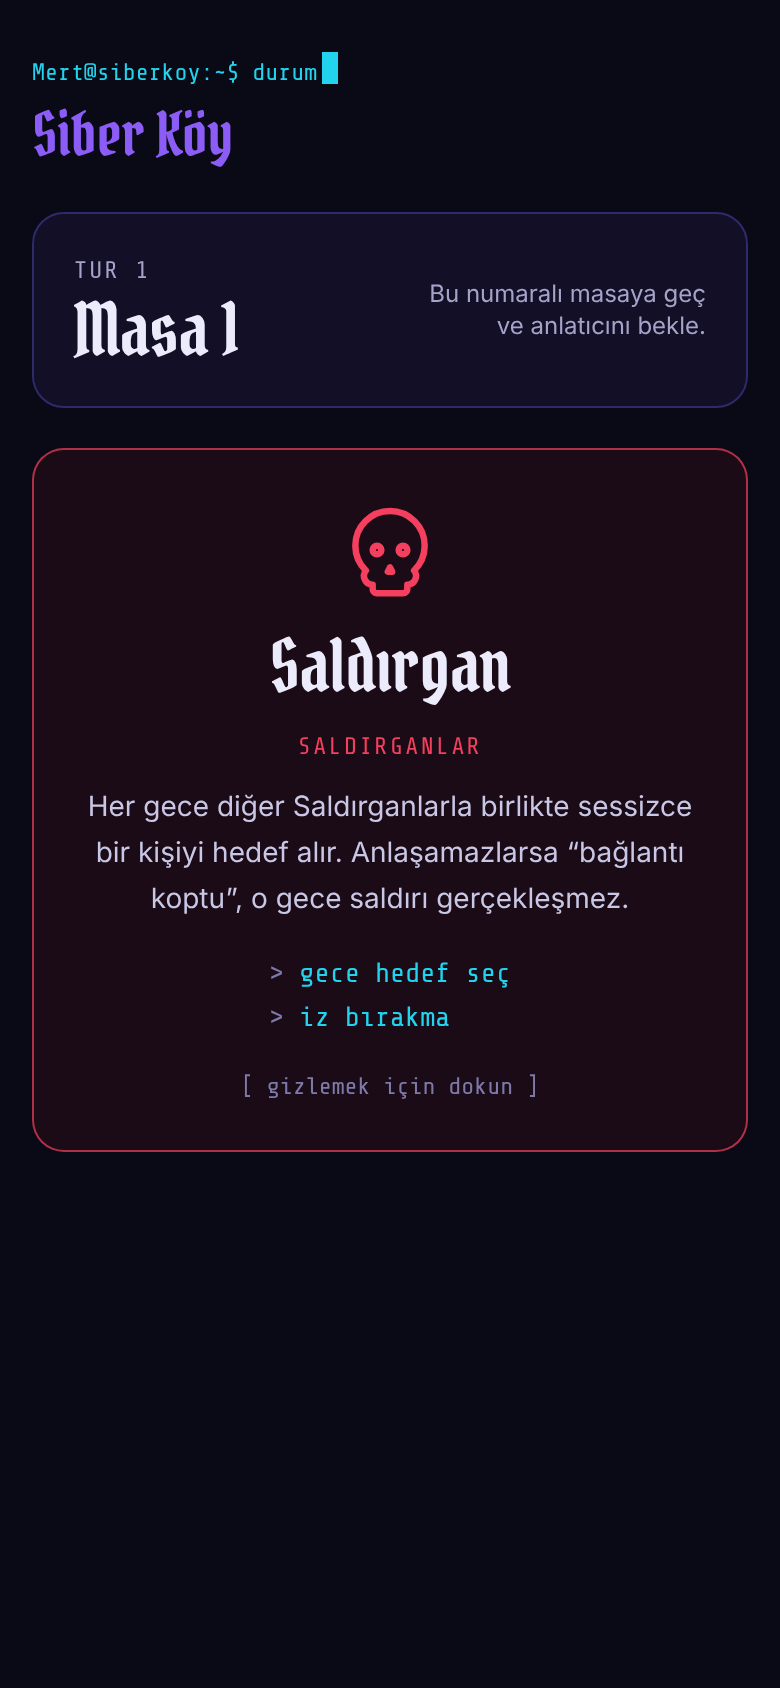 Mert@siberkoy:~$ durum
Siber Köy
TUR 1
Masa 1
Bu numaralı masaya geç
ve anlatıcını bekle.
Saldırgan
SALDIRGANLAR
Her gece diğer Saldırganlarla birlikte sessizce
bir kişiyi hedef alır. Anlaşamazlarsa “bağlantı
koptu”, o gece saldırı gerçekleşmez.
> gece hedef seç
> iz bırakma
[ gizlemek için dokun ]